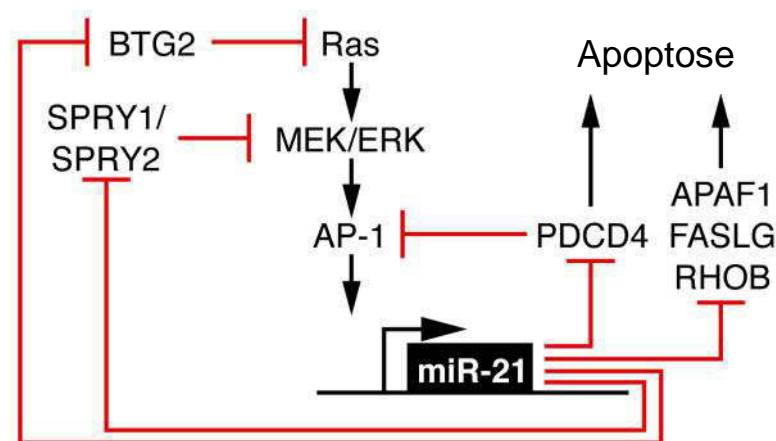 BTG2
Ras
Apoptose
SPRY1/
SPRY2
MEK/ERK
APAF1
FASLG
RHOB
AP-1
PDCD4
miR-21